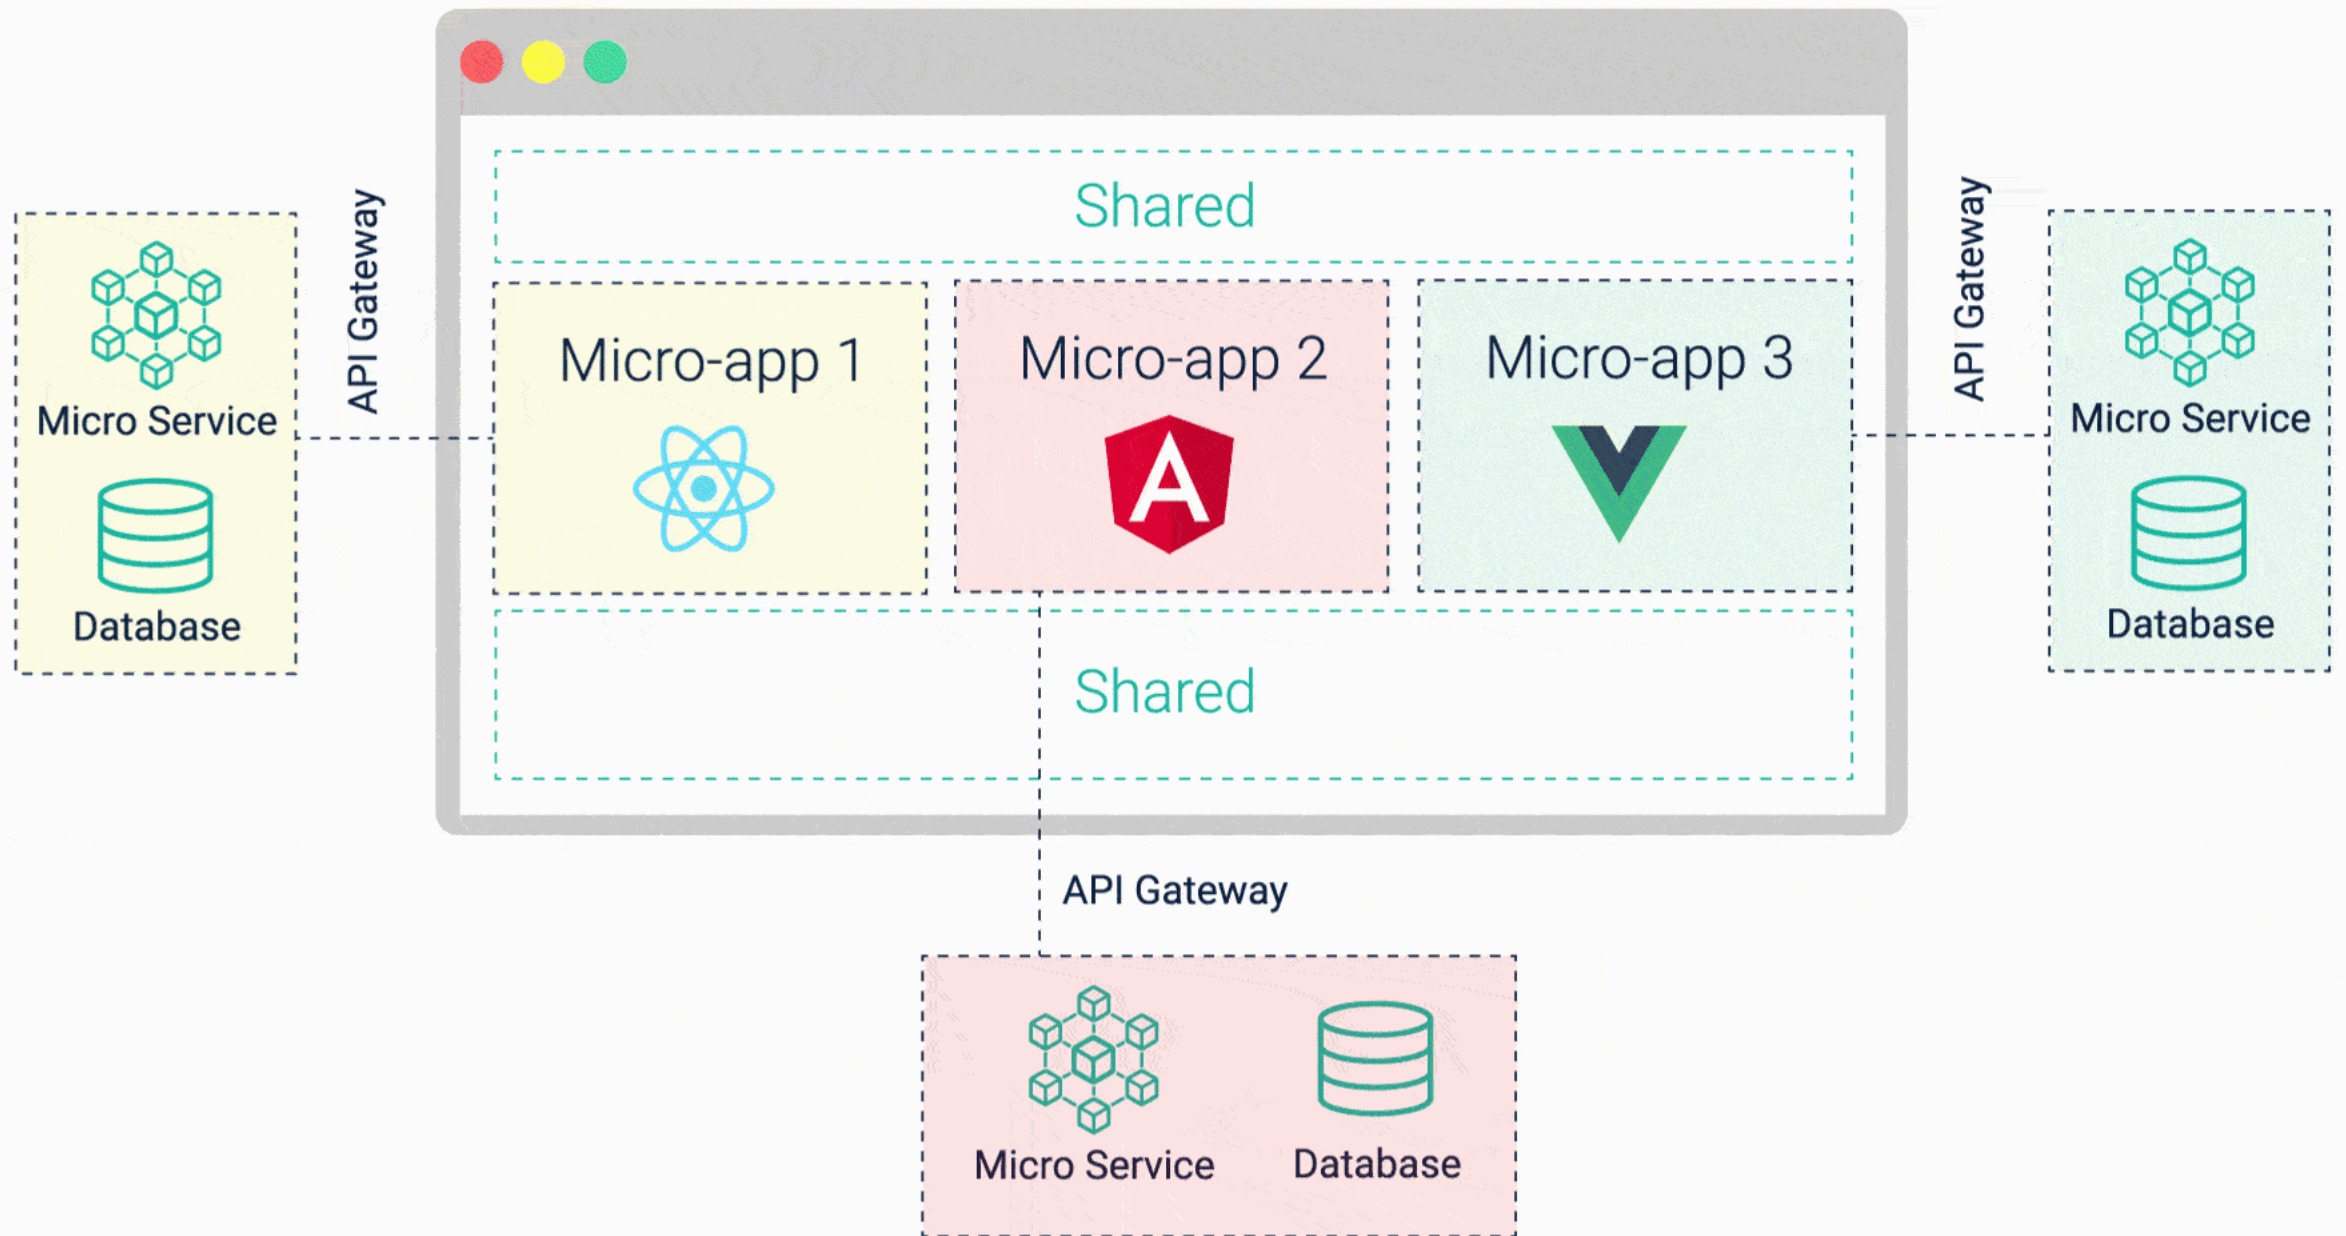 Shared
API Gateway
Micro-app 1
Micro-app 2
Micro-app 3
API Gateway
Micro Service
Database
Micro Service
Database
Shared
API Gateway
Micro Service
Database